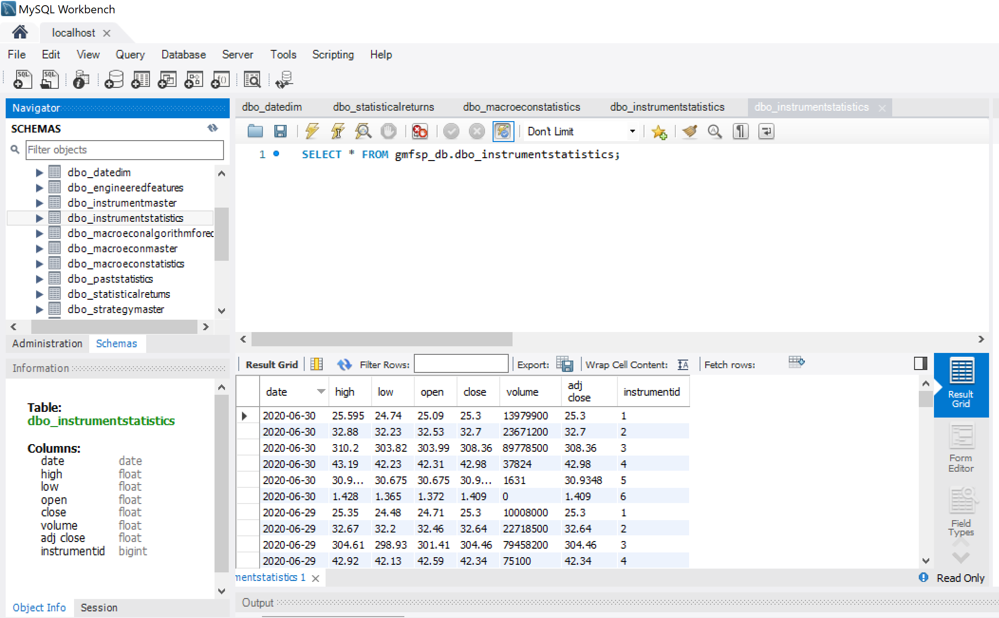 MySQL Workbench
localhost
File Edit View Query Database Server Tools Scripting Help
Navigator
SCHEMAS
Filter objects
dbo_datedim
dbo_engineeredfeatures
dbo_instrumentmaster
dbo_instrumentstatistics
dbo_macroeconalgorithmforec
dbo_macroeconmaster
dbo_macroeconstatistics
dbo_paststatistics
dbo_statisticalreturns
dbo_strategymaster
Administration Schemas
Information
Table:
dbo_instrumentstatistics
Columns:
date date
high float
low float
open float
close float
volume float
adj close float
instrumentid bigint
Object Info Session
dbo_datedim dbo_statisticalreturns dbo_macroeconstatistics dbo_instrumentstatistics dbo_instrumentstatistics
Don't Limit
1 SELECT * FROM gmfsp_db.dbo_instrumentstatistics;
Result Grid Filter Rows: Export: Wrap Cell Content: Fetch rows:
date high low open close volume adj close instrumentid
2020-06-30 25.595 24.74 25.09 25.3 13979900 25.3 1
2020-06-30 32.88 32.23 32.53 32.7 23671200 32.7 2
2020-06-30 310.2 303.82 303.99 308.36 89778500 308.36 3
2020-06-30 43.19 42.23 42.31 42.98 37824 42.98 4
2020-06-30 30.9... 30.675 30.675 30.9... 1631 30.9348 5
2020-06-30 1.428 1.365 1.372 1.409 0 1.409 6
2020-06-29 25.35 24.48 24.71 25.3 10008000 25.3 1
2020-06-29 32.67 32.2 32.46 32.64 22718500 32.64 2
2020-06-29 304.61 298.93 301.41 304.46 79458200 304.46 3
2020-06-29 42.92 42.13 42.59 42.34 75100 42.34 4
Result
Grid
Form
Editor
Field
Types
mentstatistics 1
Read Only
Output